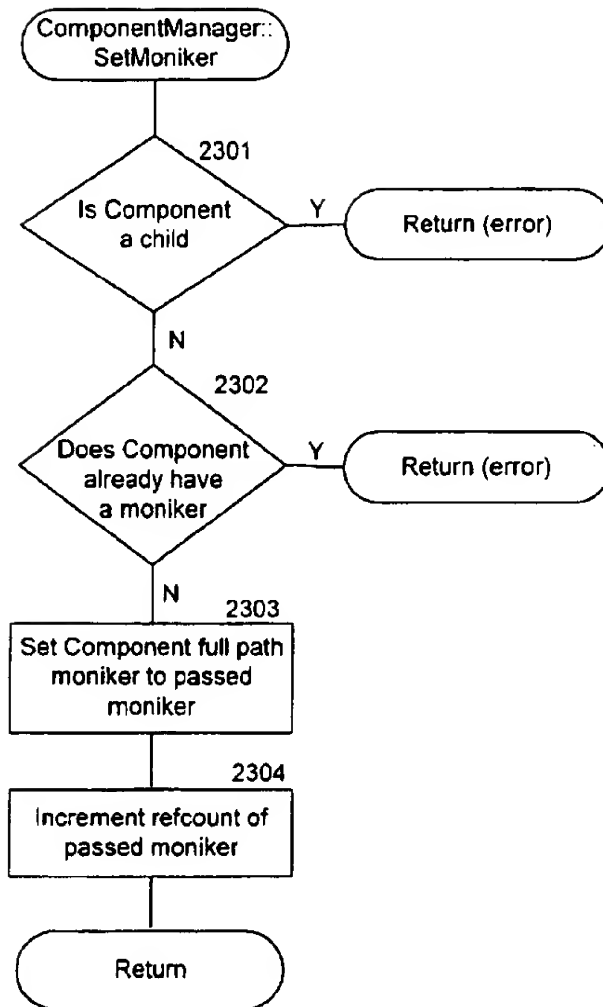 ComponentManager::
SetMoniker
2301
Is Component
a child
Y
Return (error)
N
2302
Does Component
already have
a moniker
Y
Return (error)
N
2303
Set Component full path
moniker to passed
moniker
2304
Increment refcount of
passed moniker
Return